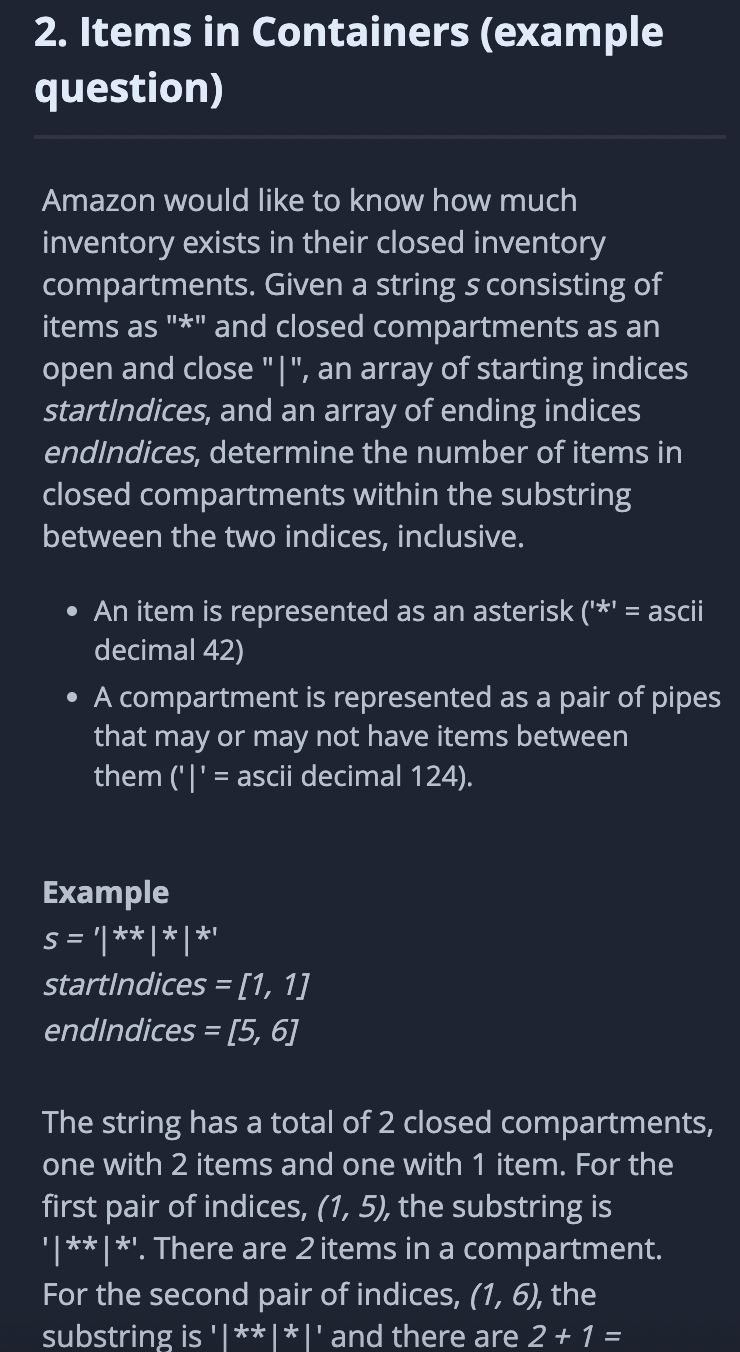 2. Items in Containers (example
question)
Amazon would like to know how much
inventory exists in their closed inventory
compartments. Given a string s consisting of
items as "*" and closed compartments as an
open and close "|", an array of starting indices
startIndices, and an array of ending indices
endIndices, determine the number of items in
closed compartments within the substring
between the two indices, inclusive.
• An item is represented as an asterisk ('*' = ascii
decimal 42)
• A compartment is represented as a pair of pipes
that may or may not have items between
them ('|' = ascii decimal 124).
Example
s = '|**|*|*'
startIndices = [1, 1]
endIndices = [5, 6]
The string has a total of 2 closed compartments,
one with 2 items and one with 1 item. For the
first pair of indices, (1, 5), the substring is
'|**|*'. There are 2 items in a compartment.
For the second pair of indices, (1, 6), the
substring is '|**|*|' and there are 2 + 1 =